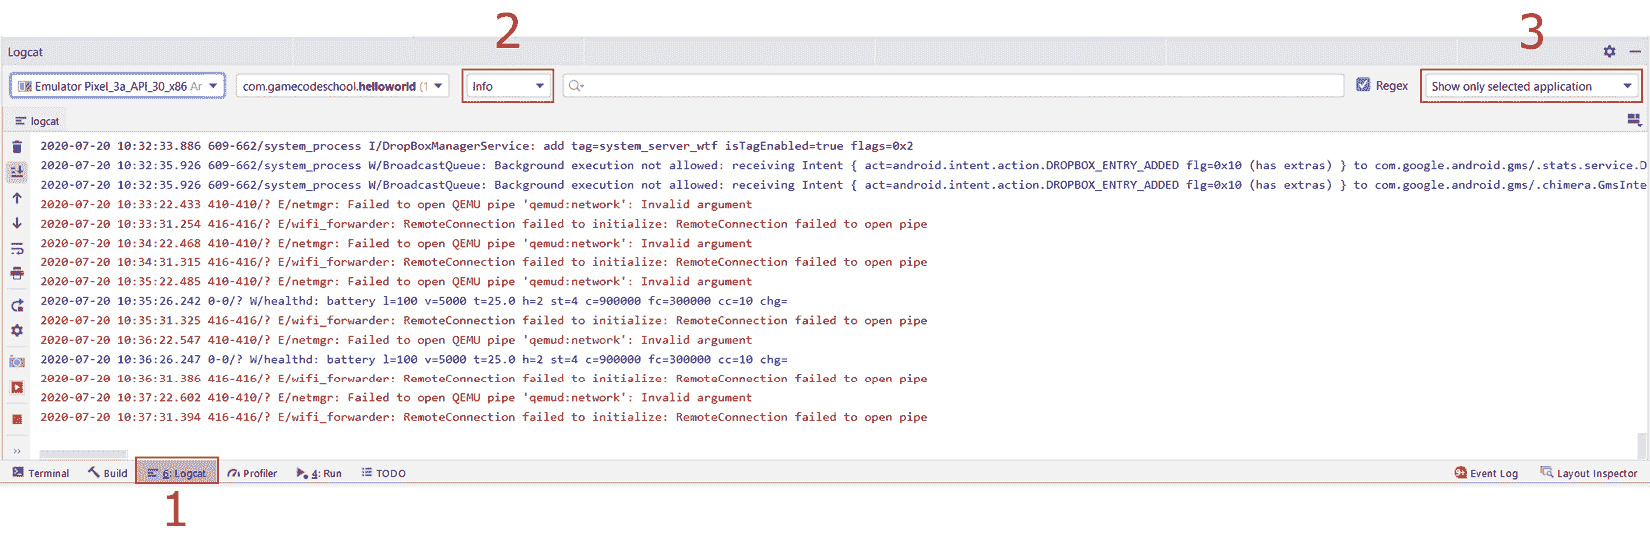 2
3
Logcat
Emulator Pixel_3a_API_30_x86 Ar
com.gamecodeschool.helloworld (1
Info
Regex
Show only selected application
logcat
2020-07-20 10:32:33.886 609-662/system_process I/DropBoxManagerService: add tag=system_server_wtf isTagEnabled=true flags=0x2
2020-07-20 10:32:35.926 609-662/system_process W/BroadcastQueue: Background execution not allowed: receiving Intent { act=android.intent.action.DROPBOX_ENTRY_ADDED flg=0x10 (has extras) } to com.google.android.gms/.stats.service.D
2020-07-20 10:32:35.926 609-662/system_process W/BroadcastQueue: Background execution not allowed: receiving Intent { act=android.intent.action.DROPBOX_ENTRY_ADDED flg=0x10 (has extras) } to com.google.android.gms/.chimera.GmsInte
2020-07-20 10:33:22.433 410-410/? E/netmgr: Failed to open QEMU pipe 'qemud:network': Invalid argument
2020-07-20 10:33:31.254 416-416/? E/wifi_forwarder: RemoteConnection failed to initialize: RemoteConnection failed to open pipe
2020-07-20 10:34:22.468 410-410/? E/netmgr: Failed to open QEMU pipe 'qemud:network': Invalid argument
2020-07-20 10:34:31.315 416-416/? E/wifi_forwarder: RemoteConnection failed to initialize: RemoteConnection failed to open pipe
2020-07-20 10:35:22.485 410-410/? E/netmgr: Failed to open QEMU pipe 'qemud:network': Invalid argument
2020-07-20 10:35:26.242 0-0/? W/healthd: battery l=100 v=5000 t=25.0 h=2 st=4 c=900000 fc=300000 cc=10 chg=
2020-07-20 10:35:31.325 416-416/? E/wifi_forwarder: RemoteConnection failed to initialize: RemoteConnection failed to open pipe
2020-07-20 10:36:22.547 410-410/? E/netmgr: Failed to open QEMU pipe 'qemud:network': Invalid argument
2020-07-20 10:36:26.247 0-0/? W/healthd: battery l=100 v=5000 t=25.0 h=2 st=4 c=900000 fc=300000 cc=10 chg=
2020-07-20 10:36:31.386 416-416/? E/wifi_forwarder: RemoteConnection failed to initialize: RemoteConnection failed to open pipe
2020-07-20 10:37:22.602 410-410/? E/netmgr: Failed to open QEMU pipe 'qemud:network': Invalid argument
2020-07-20 10:37:31.394 416-416/? E/wifi_forwarder: RemoteConnection failed to initialize: RemoteConnection failed to open pipe
Terminal
Build
6: Logcat
Profiler
4: Run
TODO
Event Log
Layout Inspector
1